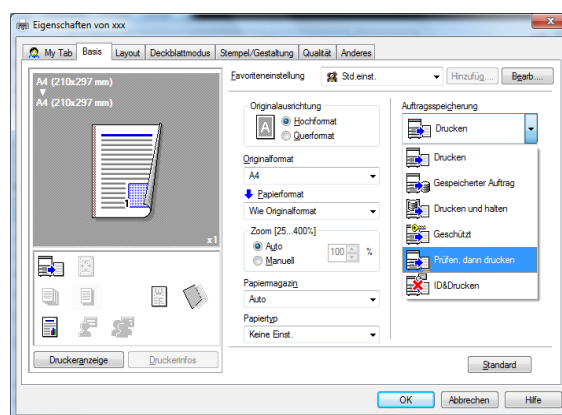 Eigenschaften von xxx
My Tab Basis Layout Deckblattmodus Stempel/Gestaltung Qualität Anderes
A4 (210x297 mm)
A4 (210x297 mm)
1
x1
Druckeranzeige Druckerinfos
Favoriteneinstellung Std.einst. Hinzufüg.... Bearb....
Originalausrichtung
A
Hochformat
Querformat
Originalformat
A4
Papierformat
Wie Originalformat
Zoom [25...400%]
Auto
Manuell
100 %
Papiermagazin
Auto
Papiertyp
Keine Einst.
Auftragsspeicherung
Drucken
Drucken
Gespeicherter Auftrag
Drucken und halten
Geschützt
Prüfen, dann drucken
ID&Drucken
Standard
OK Abbrechen Hilfe